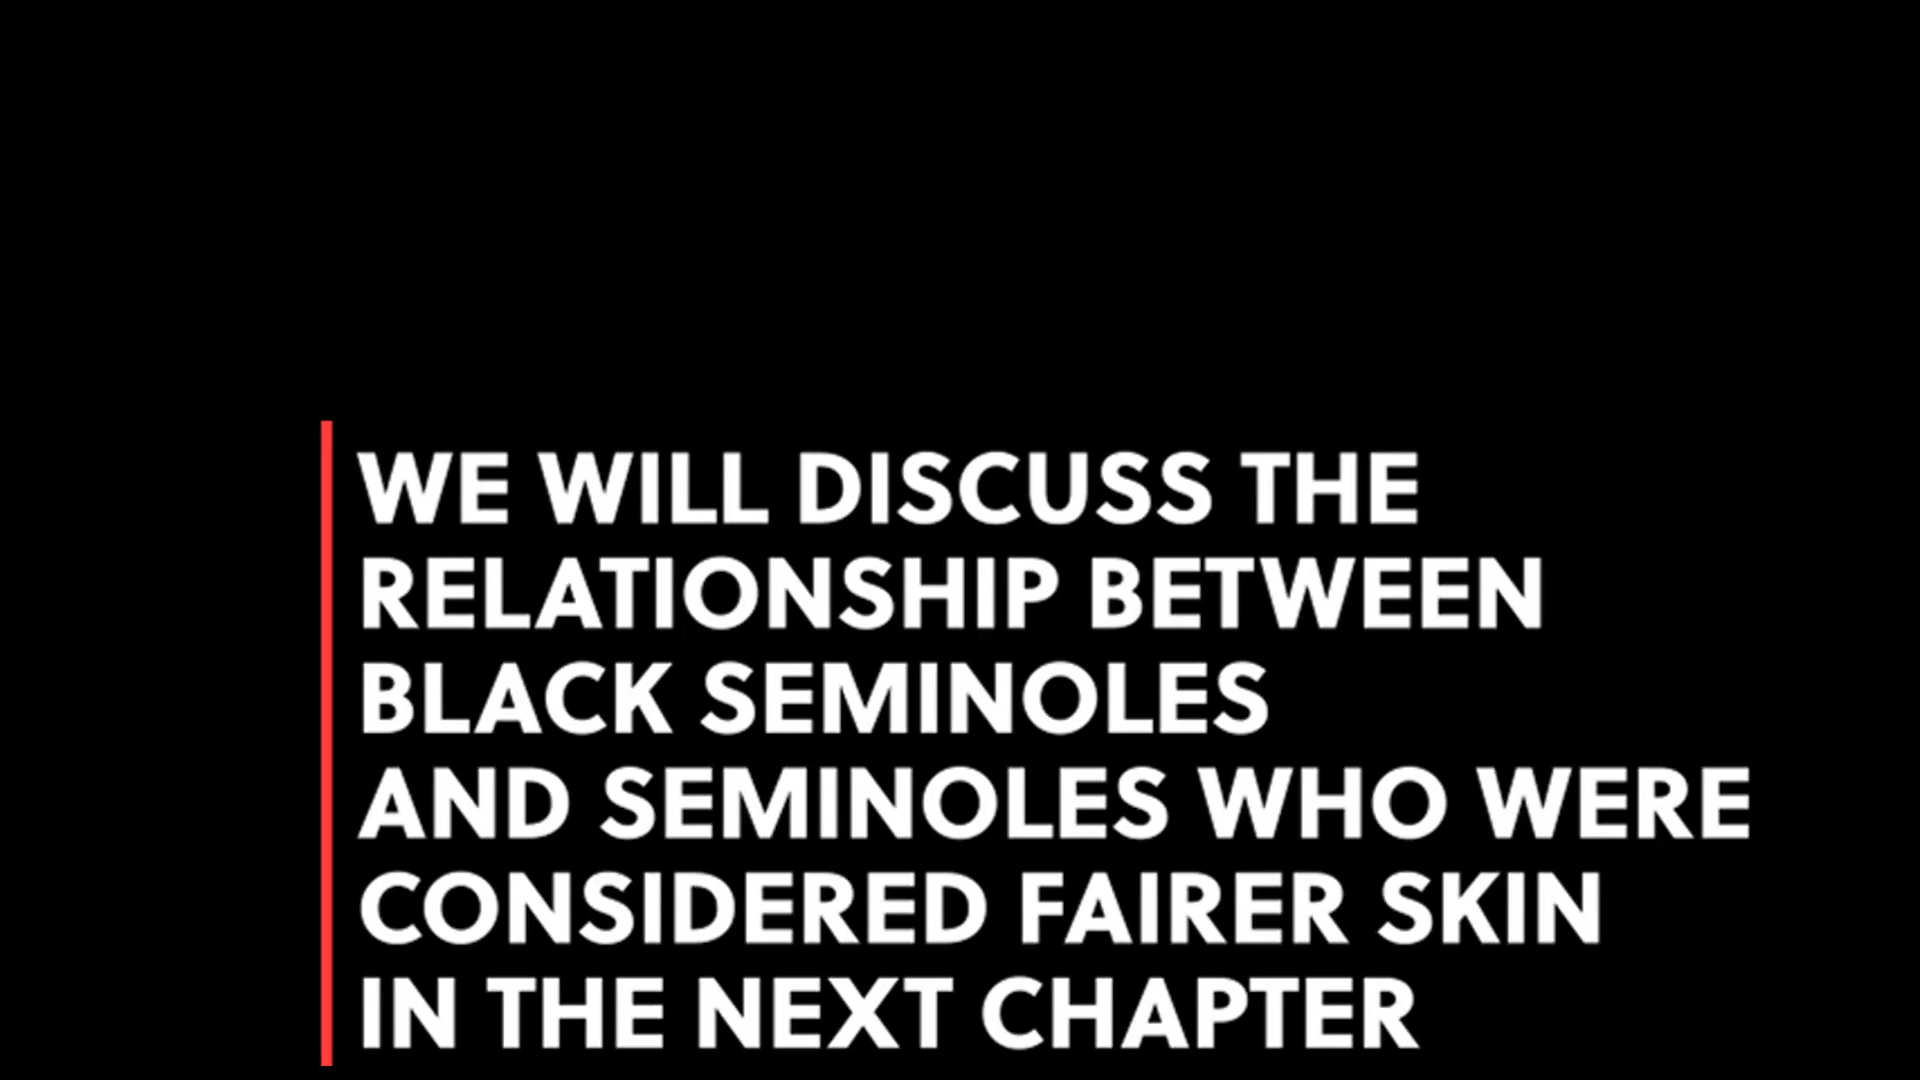 WE WILL DISCUSS THE
RELATIONSHIP BETWEEN
BLACK SEMINOLES
AND SEMINOLES WHO WERE
CONSIDERED FAIRER SKIN
IN THE NEXT CHAPTER